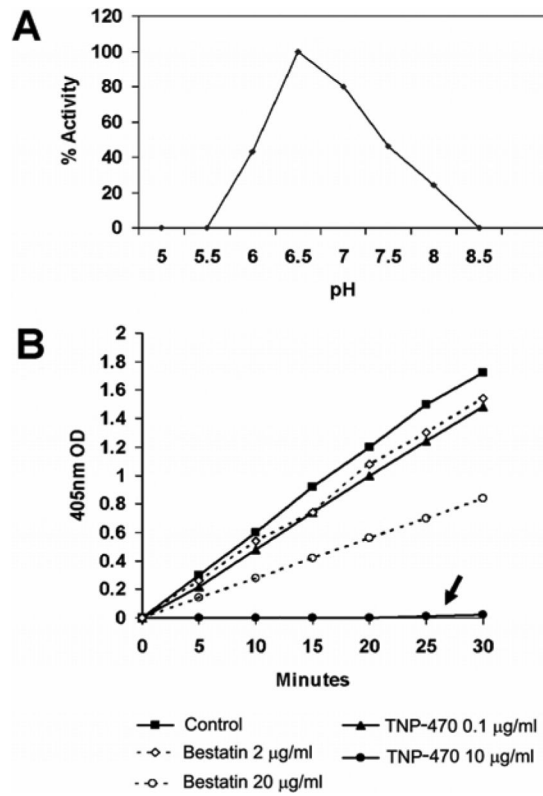 A
120
100
80
60
40
20
0
% Activity
5 5.5 6 6.5 7 7.5 8 8.5
pH
B
2
1.8
1.6
1.4
1.2
1
0.8
0.6
0.4
0.2
0
405nm OD
0 5 10 15 20 25 30
Minutes
Control TNP-470 0.1 µg/ml
Bestatin 2 µg/ml TNP-470 10 µg/ml
Bestatin 20 µg/ml